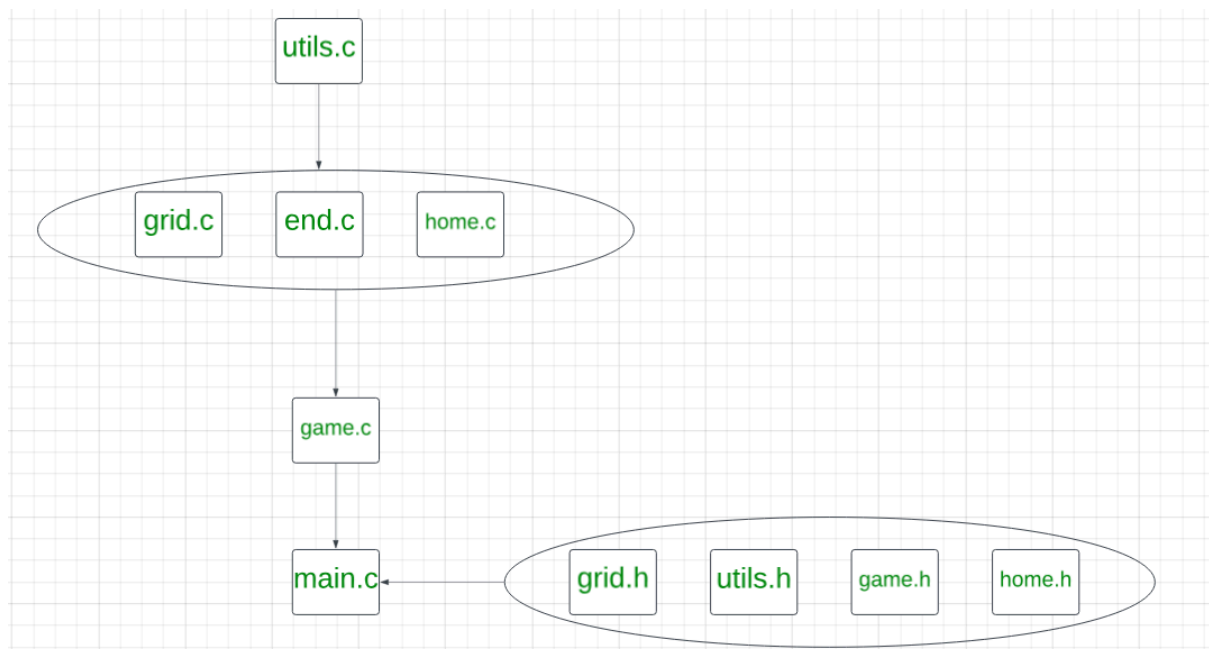 utils.c
grid.c
end.c
home.c
game.c
main.c
grid.h
utils.h
game.h
home.h